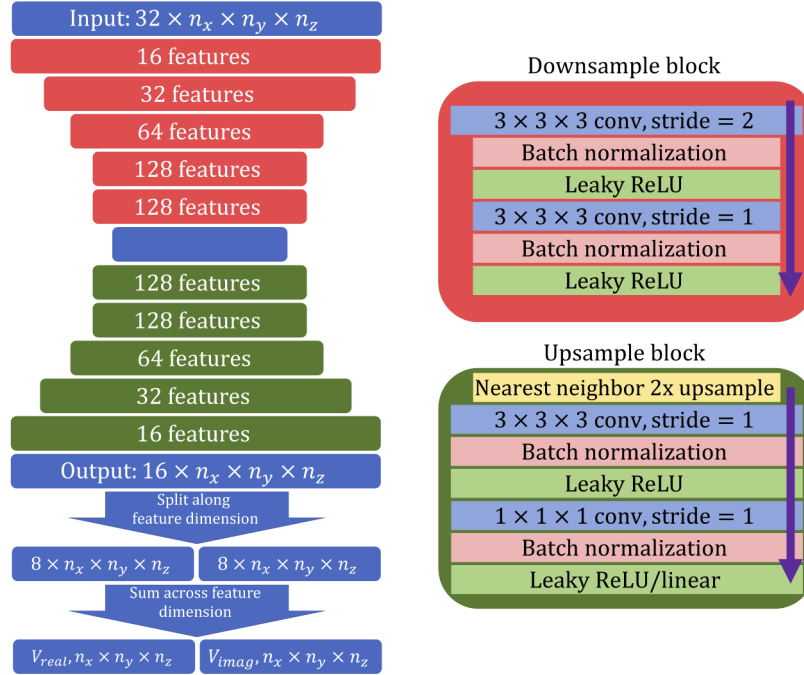 Input: 32 × n_x × n_y × n_z
16 features
32 features
64 features
128 features
128 features
128 features
128 features
64 features
32 features
16 features
Output: 16 × n_x × n_y × n_z
Split along
feature dimension
8 × n_x × n_y × n_z
8 × n_x × n_y × n_z
Sum across feature
dimension
V_real, n_x × n_y × n_z
V_imag, n_x × n_y × n_z
Downsample block
3 × 3 × 3 conv, stride = 2
Batch normalization
Leaky ReLU
3 × 3 × 3 conv, stride = 1
Batch normalization
Leaky ReLU
Upsample block
Nearest neighbor 2x upsample
3 × 3 × 3 conv, stride = 1
Batch normalization
Leaky ReLU
1 × 1 × 1 conv, stride = 1
Batch normalization
Leaky ReLU/linear